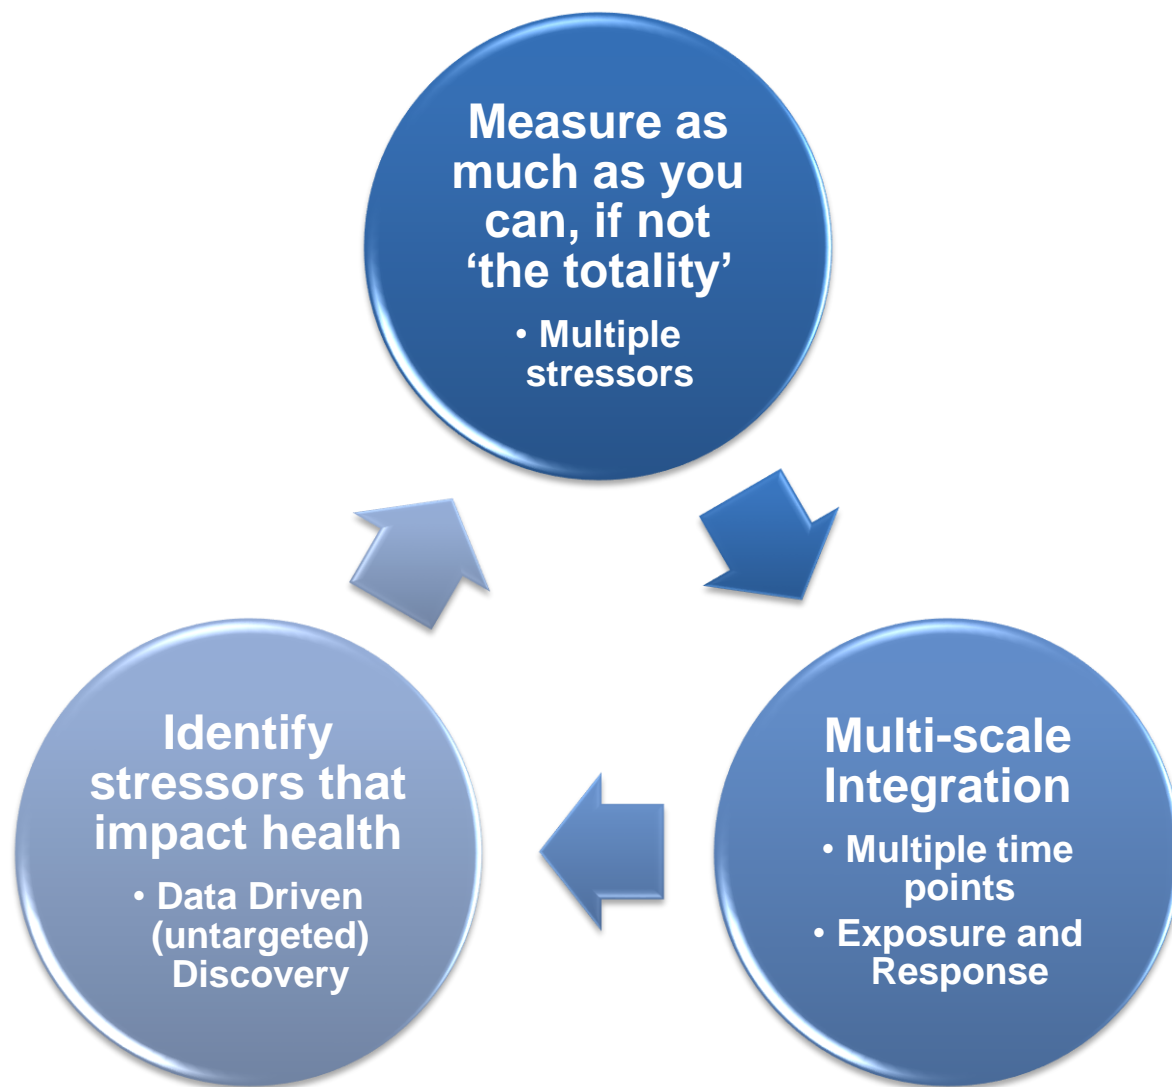 Measure as
much as you
can, if not
‘the totality’
• Multiple
stressors
Multi-scale
Integration
• Multiple time
points
• Exposure and
Response
Identify
stressors that
impact health
• Data Driven
(untargeted)
Discovery